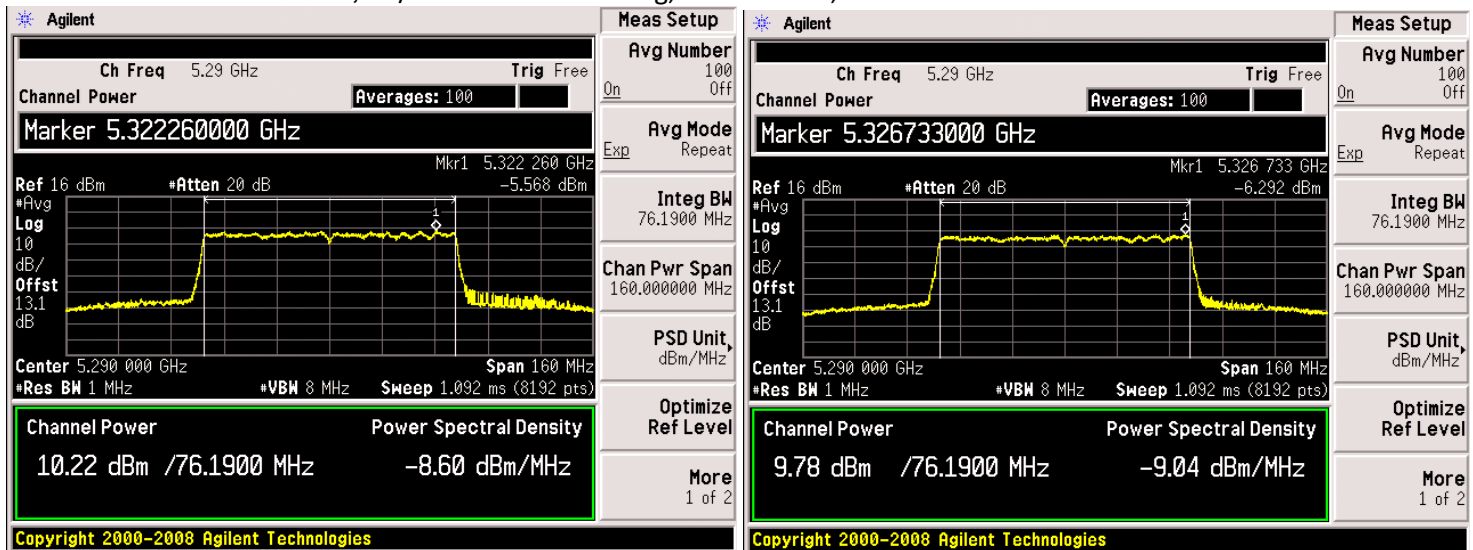 Agilent
Meas Setup
Ch Freq 5.29 GHz Trig Free
Channel Power Averages: 100
Marker 5.322260000 GHz
Mkr1 5.322 260 GHz
Ref 16 dBm #Atten 20 dB -5.568 dBm
#Avg
Log
10
dB/
Offst
13.1
dB
1
Center 5.290 000 GHz Span 160 MHz
#Res BW 1 MHz #VBW 8 MHz Sweep 1.092 ms (8192 pts)
Channel Power Power Spectral Density
10.22 dBm /76.1900 MHz -8.60 dBm/MHz
Copyright 2000-2008 Agilent Technologies
Avg Number
100
On Off
Avg Mode
Exp Repeat
Integ BW
76.1900 MHz
Chan Pwr Span
160.000000 MHz
PSD Unit
dBm/MHz
Optimize
Ref Level
More
1 of 2
Agilent
Meas Setup
Ch Freq 5.29 GHz Trig Free
Channel Power Averages: 100
Marker 5.326733000 GHz
Mkr1 5.326 733 GHz
Ref 16 dBm #Atten 20 dB -6.292 dBm
#Avg
Log
10
dB/
Offst
13.1
dB
1
Center 5.290 000 GHz Span 160 MHz
#Res BW 1 MHz #VBW 8 MHz Sweep 1.092 ms (8192 pts)
Channel Power Power Spectral Density
9.78 dBm /76.1900 MHz -9.04 dBm/MHz
Copyright 2000-2008 Agilent Technologies
Avg Number
100
On Off
Avg Mode
Exp Repeat
Integ BW
76.1900 MHz
Chan Pwr Span
160.000000 MHz
PSD Unit
dBm/MHz
Optimize
Ref Level
More
1 of 2